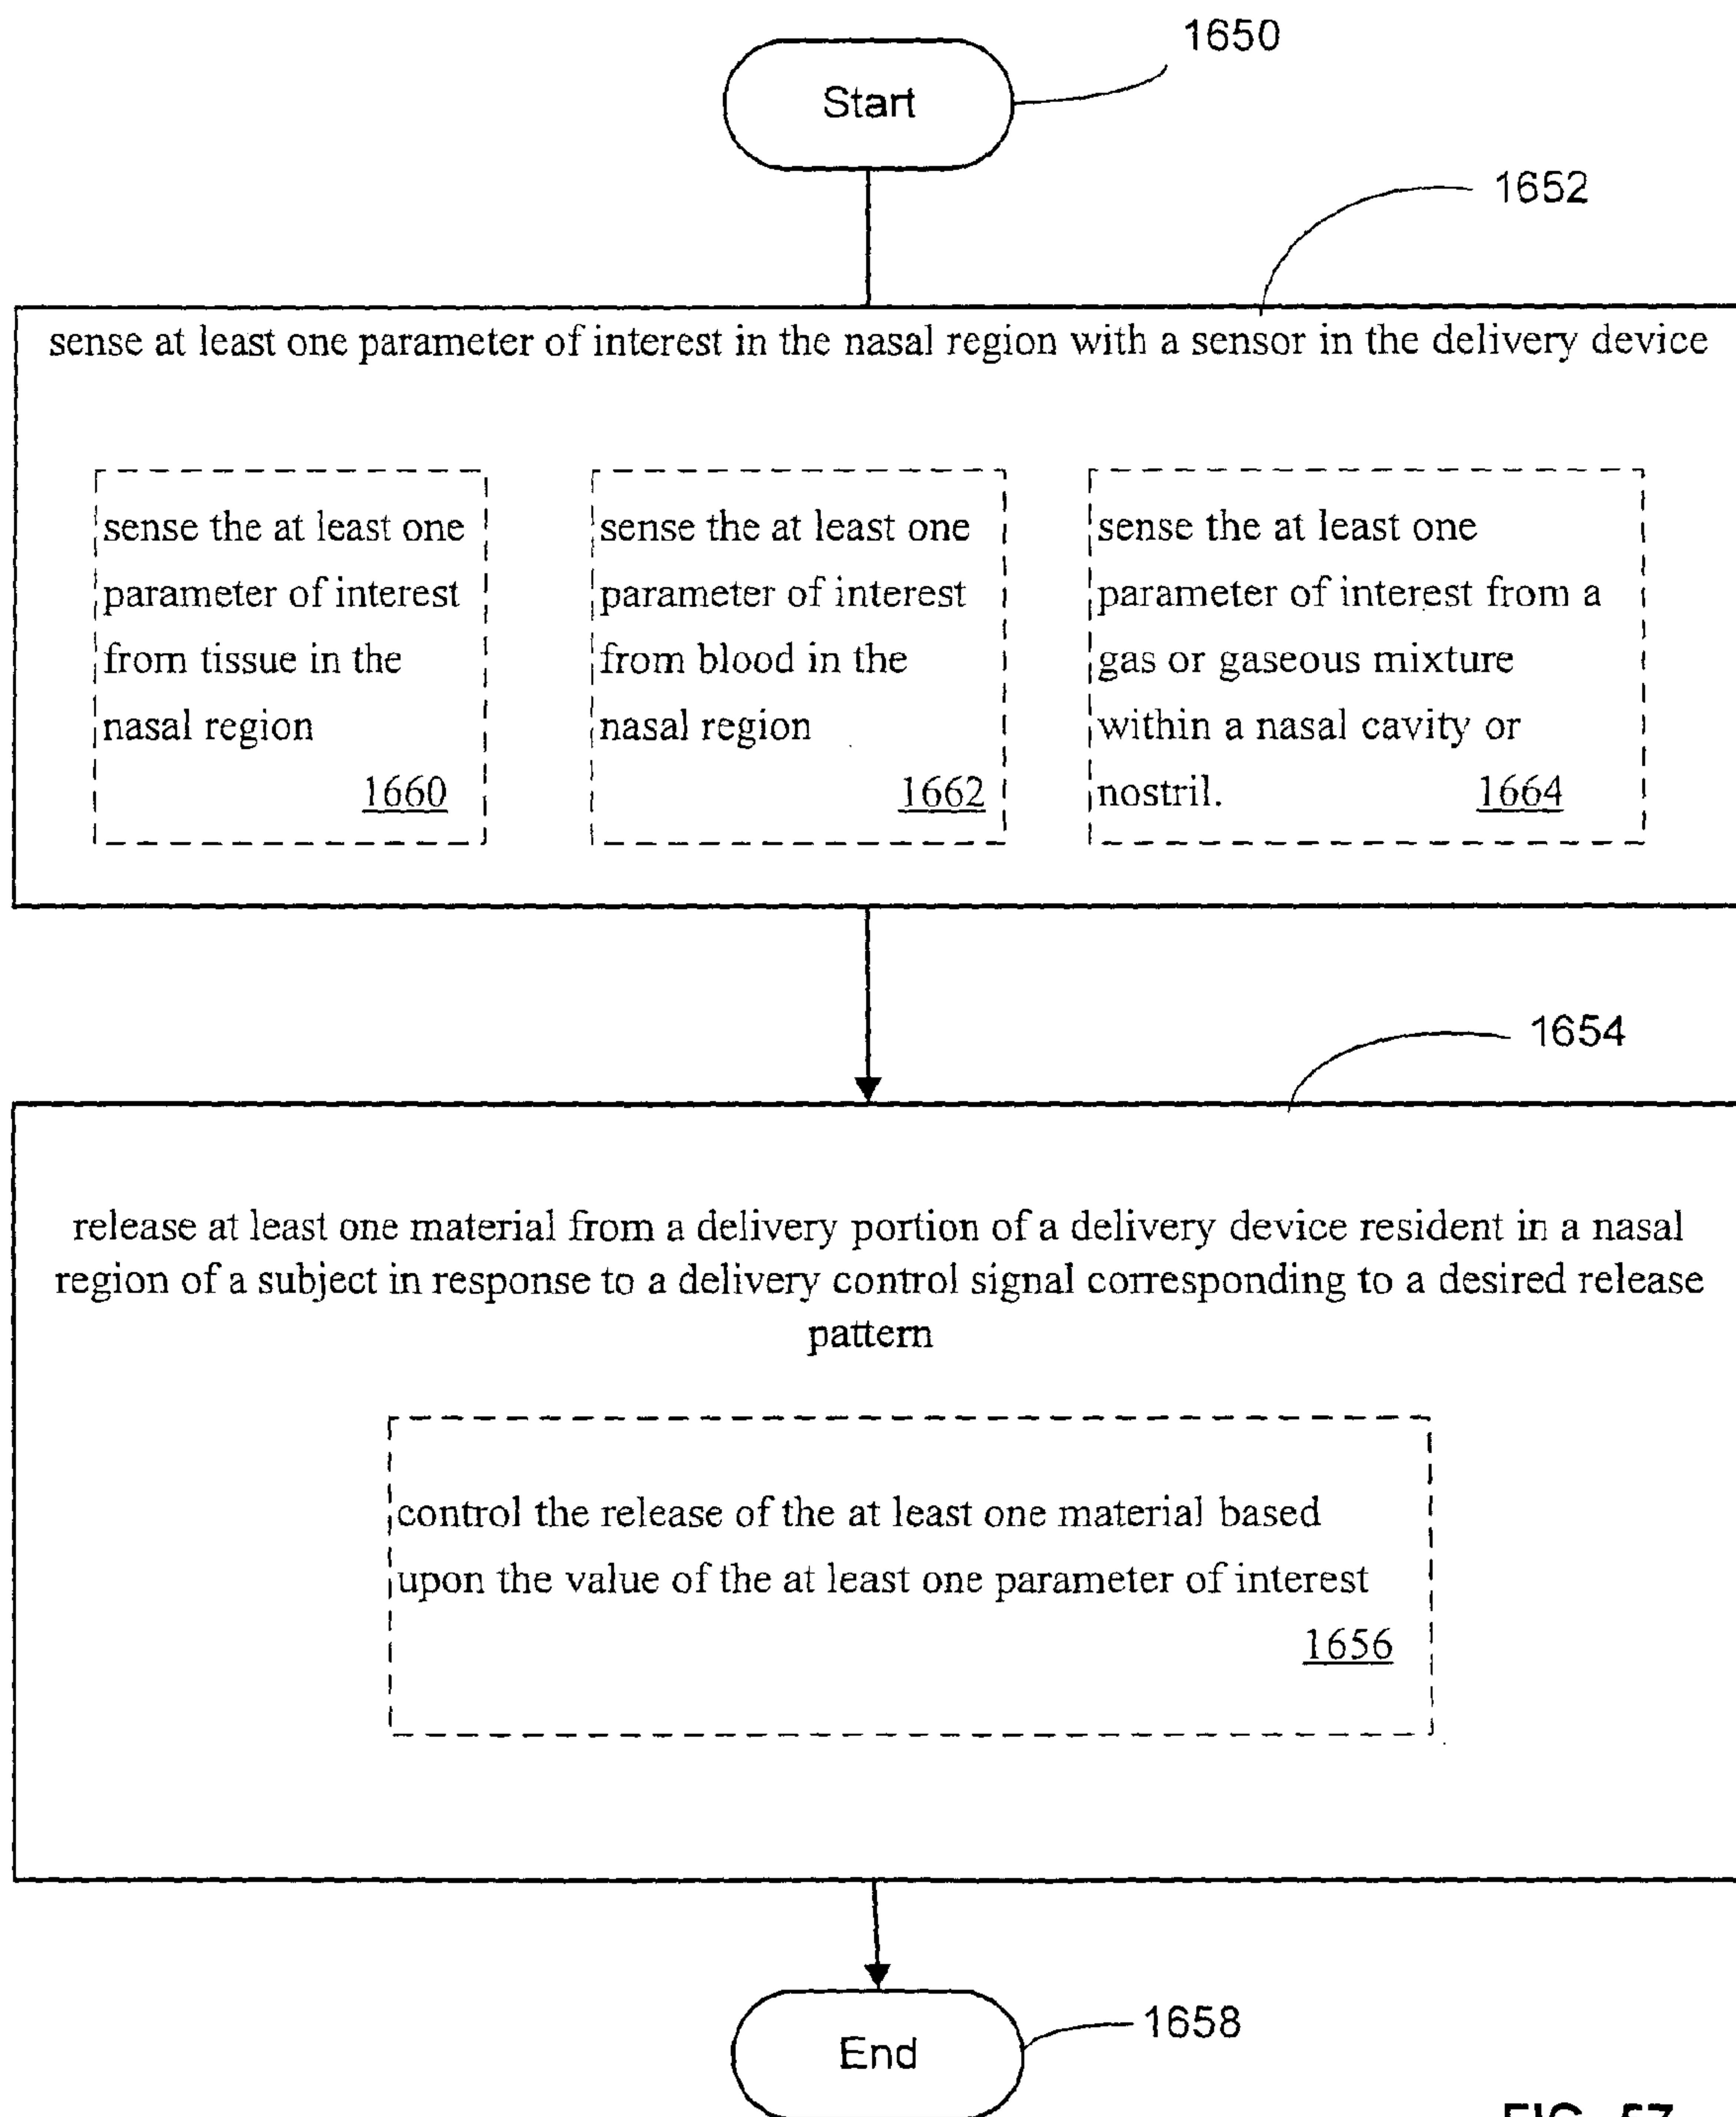 1650
Start
1652
sense at least one parameter of interest in the nasal region with a sensor in the delivery device
sense the at least one
parameter of interest
from tissue in the
nasal region
1660
sense the at least one
parameter of interest
from blood in the
nasal region
1662
sense the at least one
parameter of interest from a
gas or gaseous mixture
within a nasal cavity or
nostril. 1664
1654
release at least one material from a delivery portion of a delivery device resident in a nasal
region of a subject in response to a delivery control signal corresponding to a desired release
pattern
control the release of the at least one material based
upon the value of the at least one parameter of interest
1656
End
1658
FIG. 57